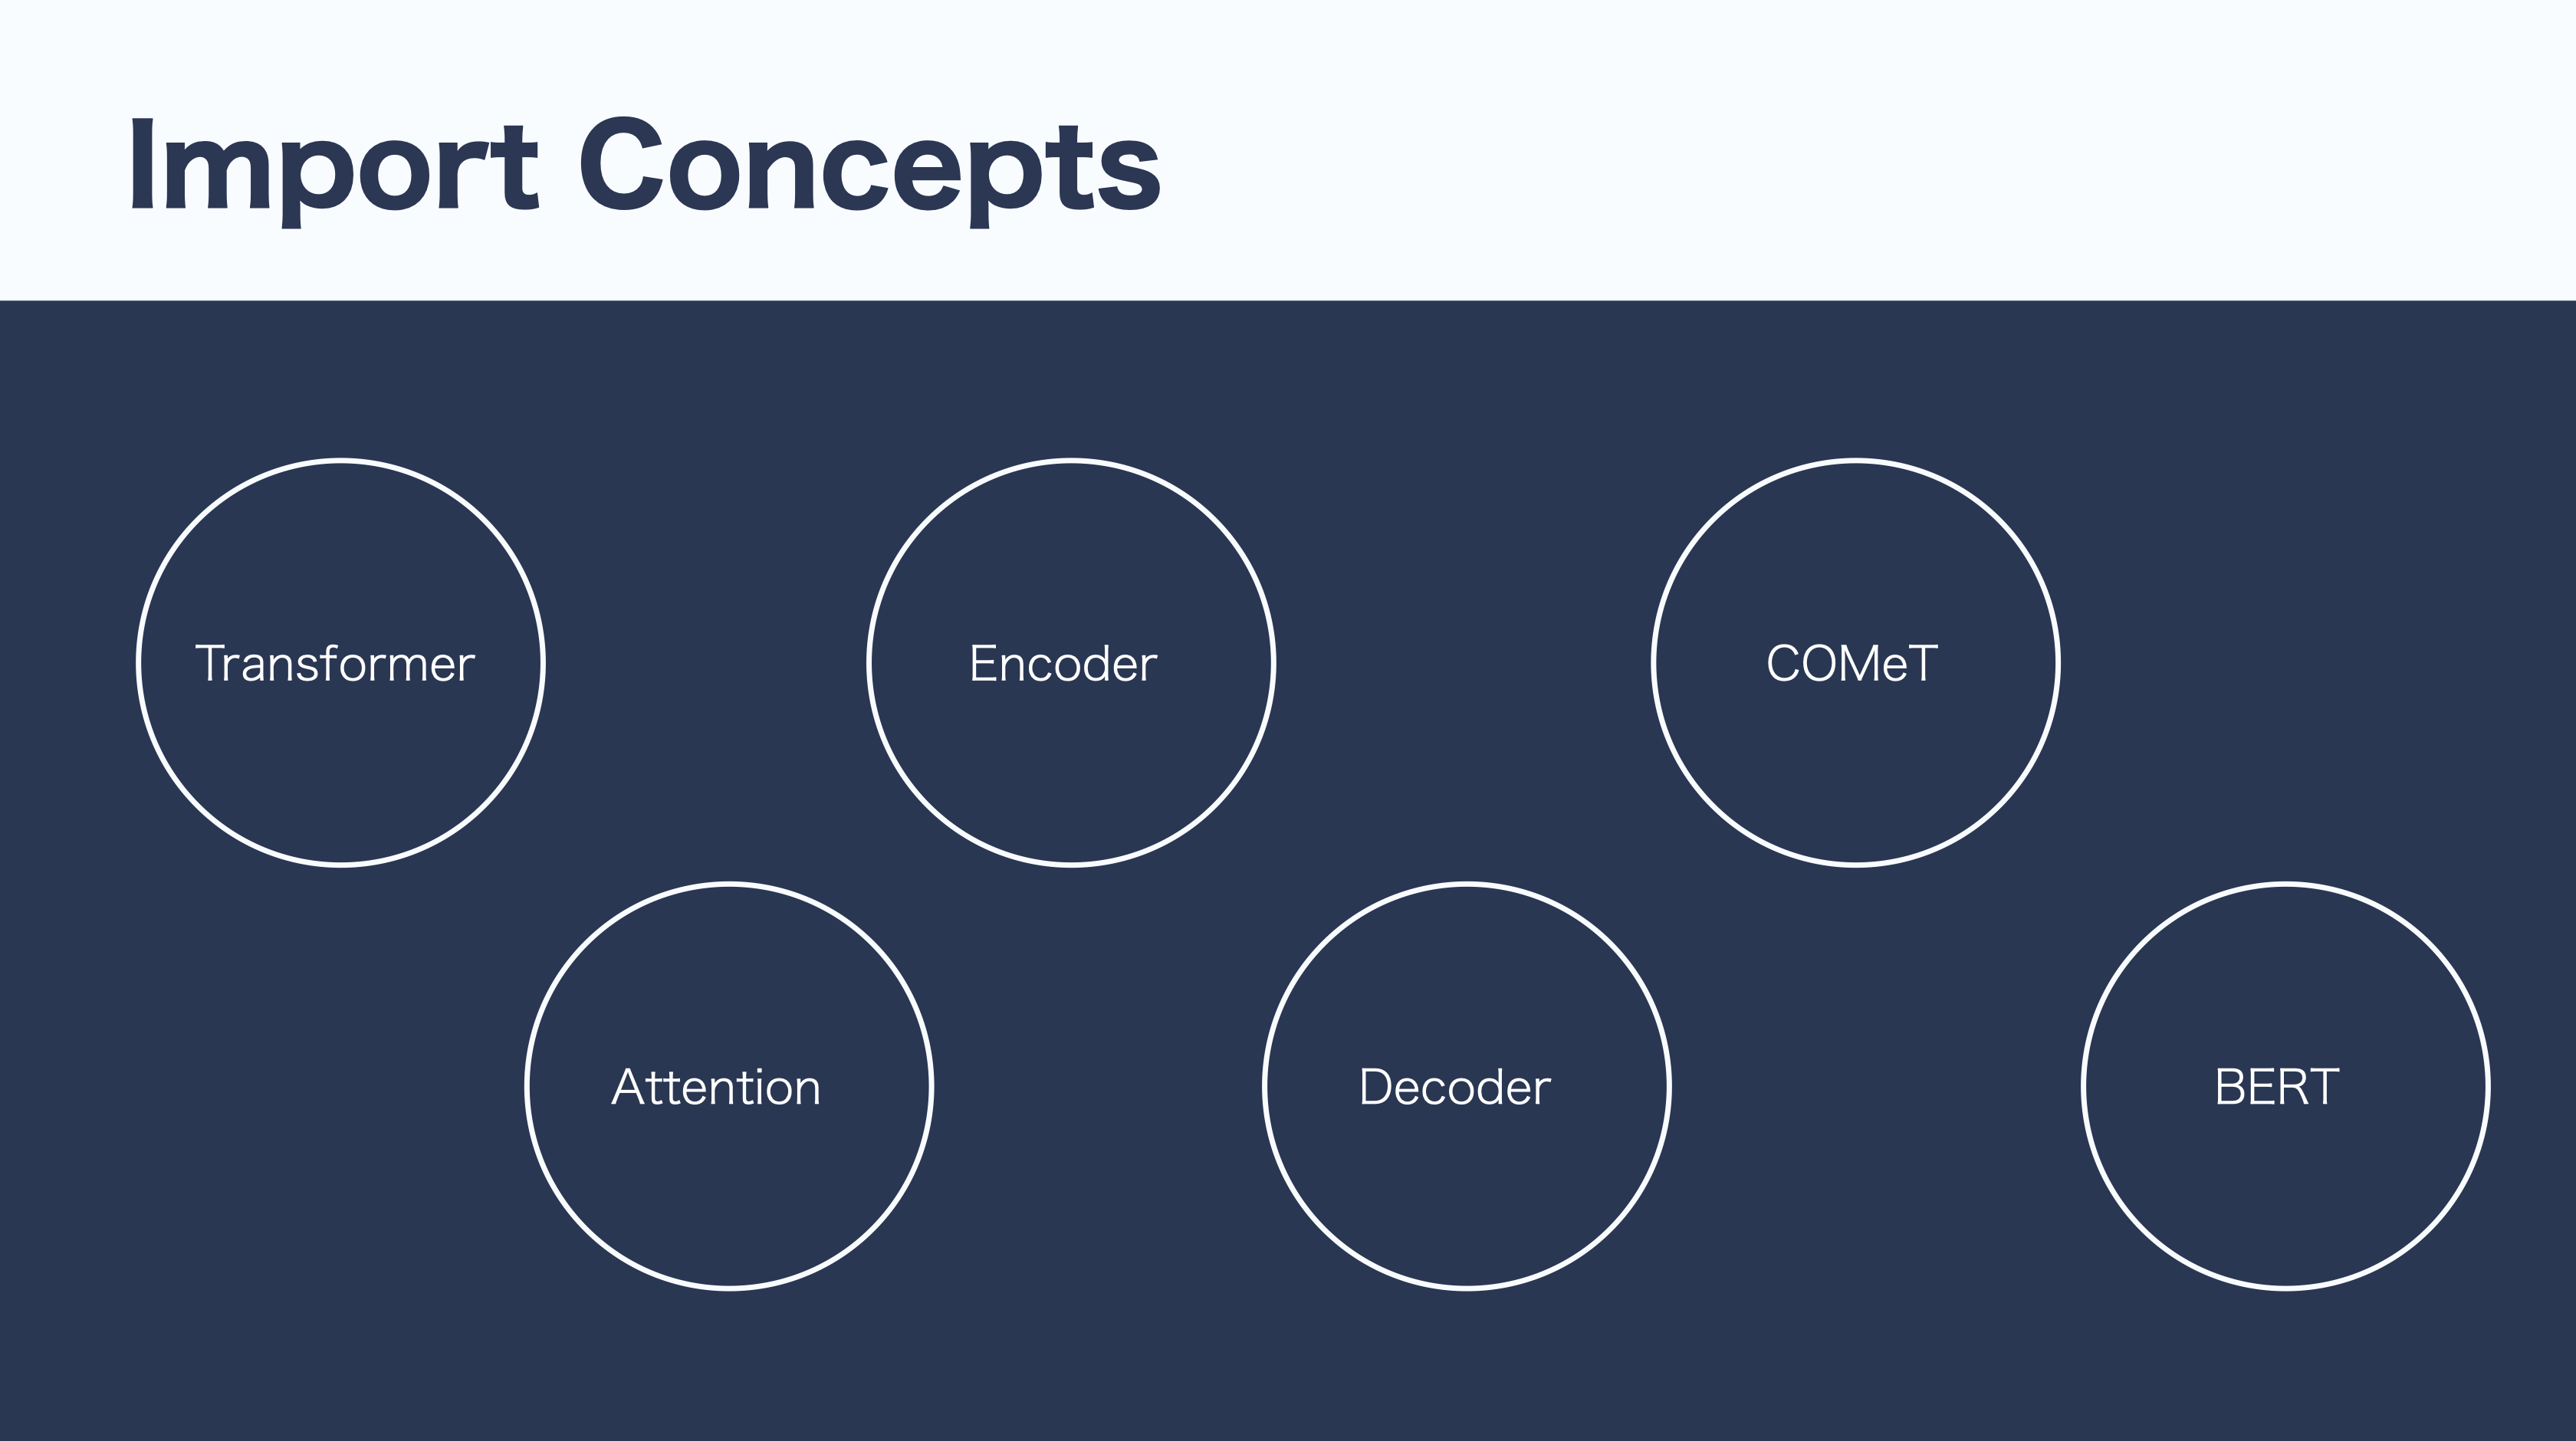 Import Concepts
Transformer
Encoder
COMeT
Attention
Decoder
BERT